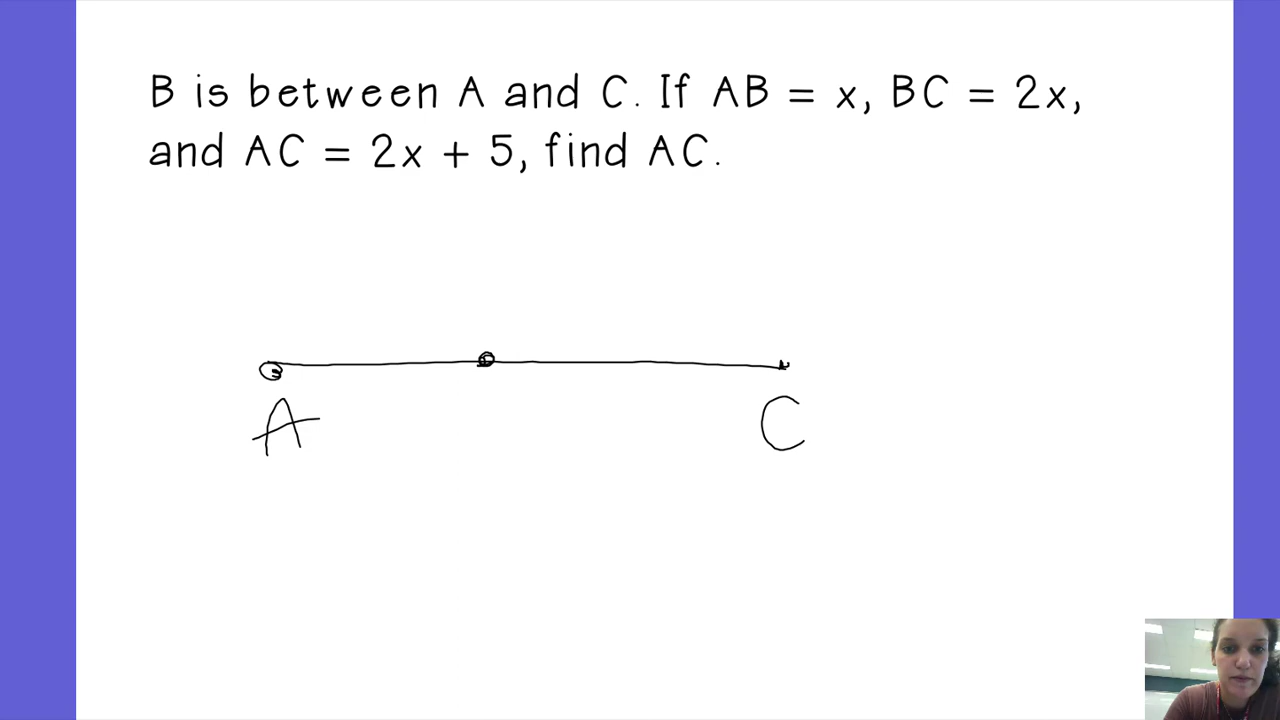 B is between A and C. If AB = x, BC = 2x,
and AC = 2x + 5, find AC.
A C